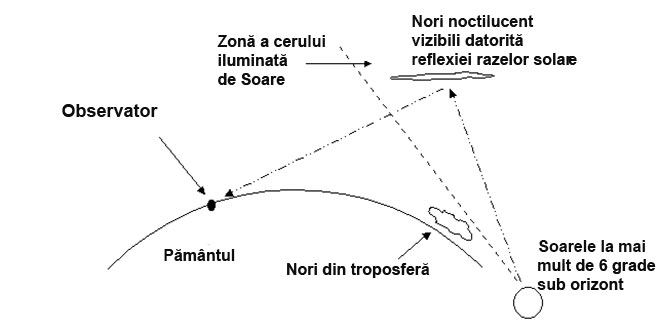 Zonă a cerului
iluminată
de Soare
Nori noctilucent
vizibili datorită
reflexiei razelor solare
Observator
Pământul
Nori din troposferă
Soarele la mai
mult de 6 grade
sub orizont